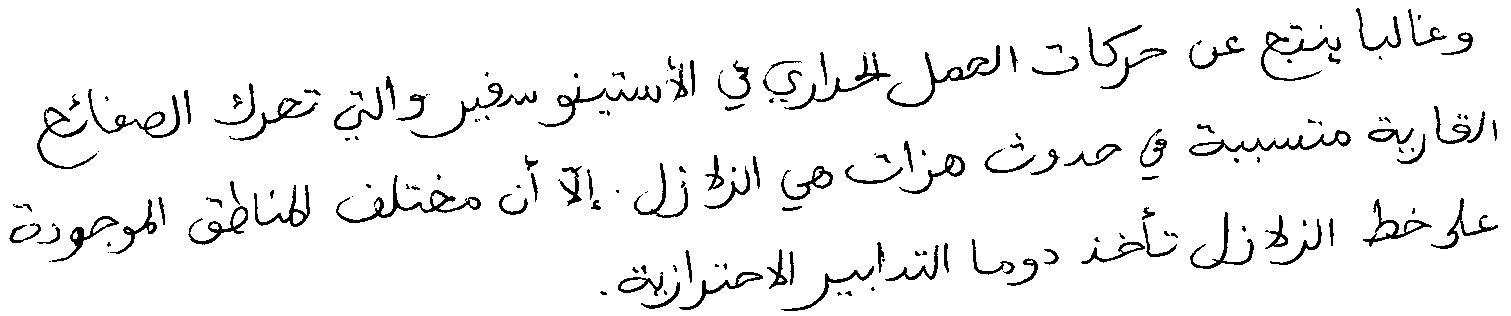 وغالبا ينتج عن حركات الحمل الحراري في الأستينوسفير والتي تحرك الصفائح
القارية متسببة في حدوث هزات هي الزلازل. إلاّ أن مختلف المناطق الموجودة
على خط الزلازل تأخذ دوما التدابير الاحترازية.